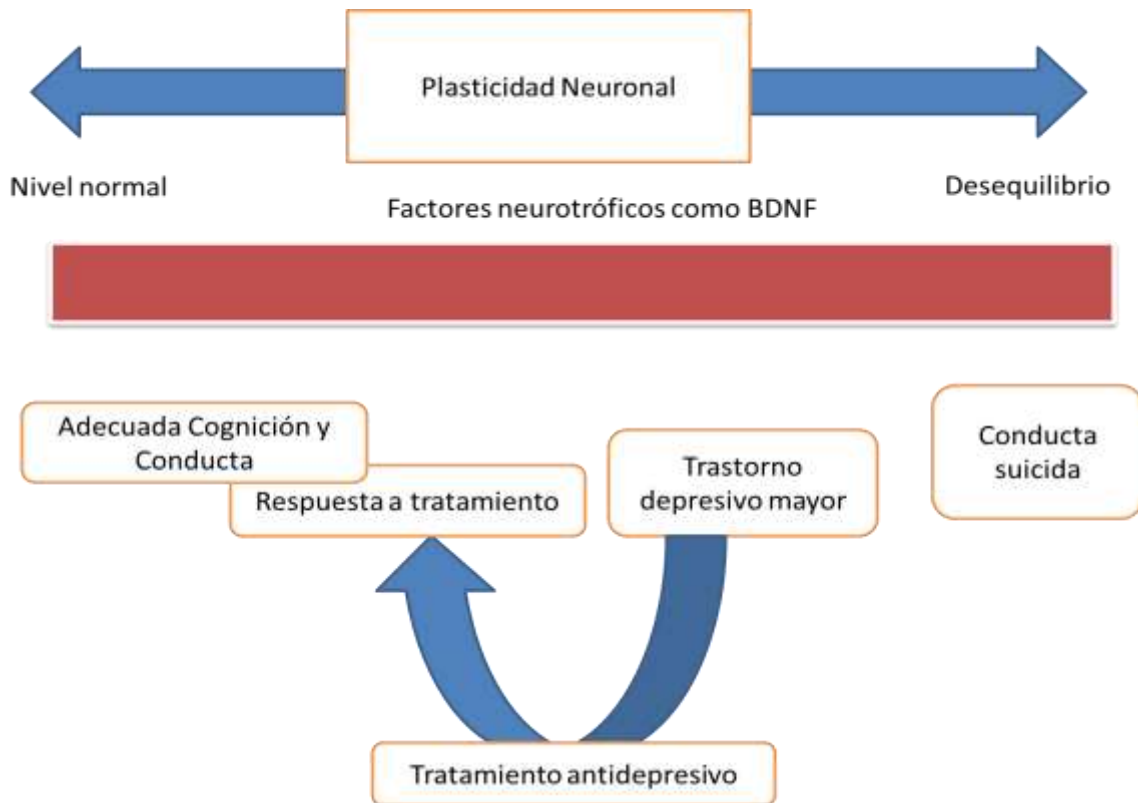 Plasticidad Neuronal
Nivel normal
Desequilibrio
Factores neurotróficos como BDNF
Adecuada Cognición y
Conducta
Respuesta a tratamiento
Trastorno
depresivo mayor
Conducta
suicida
Tratamiento antidepresivo